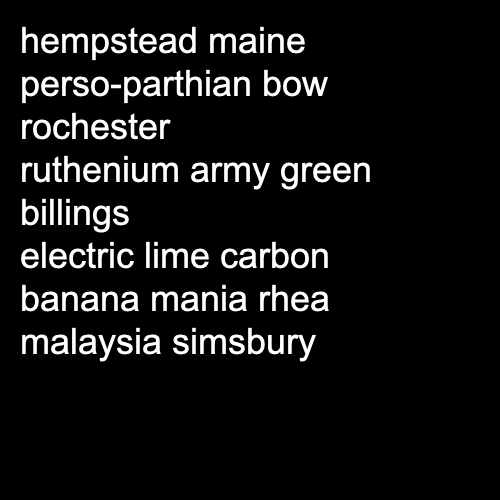 hempstead maine
perso-parthian bow
rochester
ruthenium army green
billings
electric lime carbon
banana mania rhea
malaysia simsbury